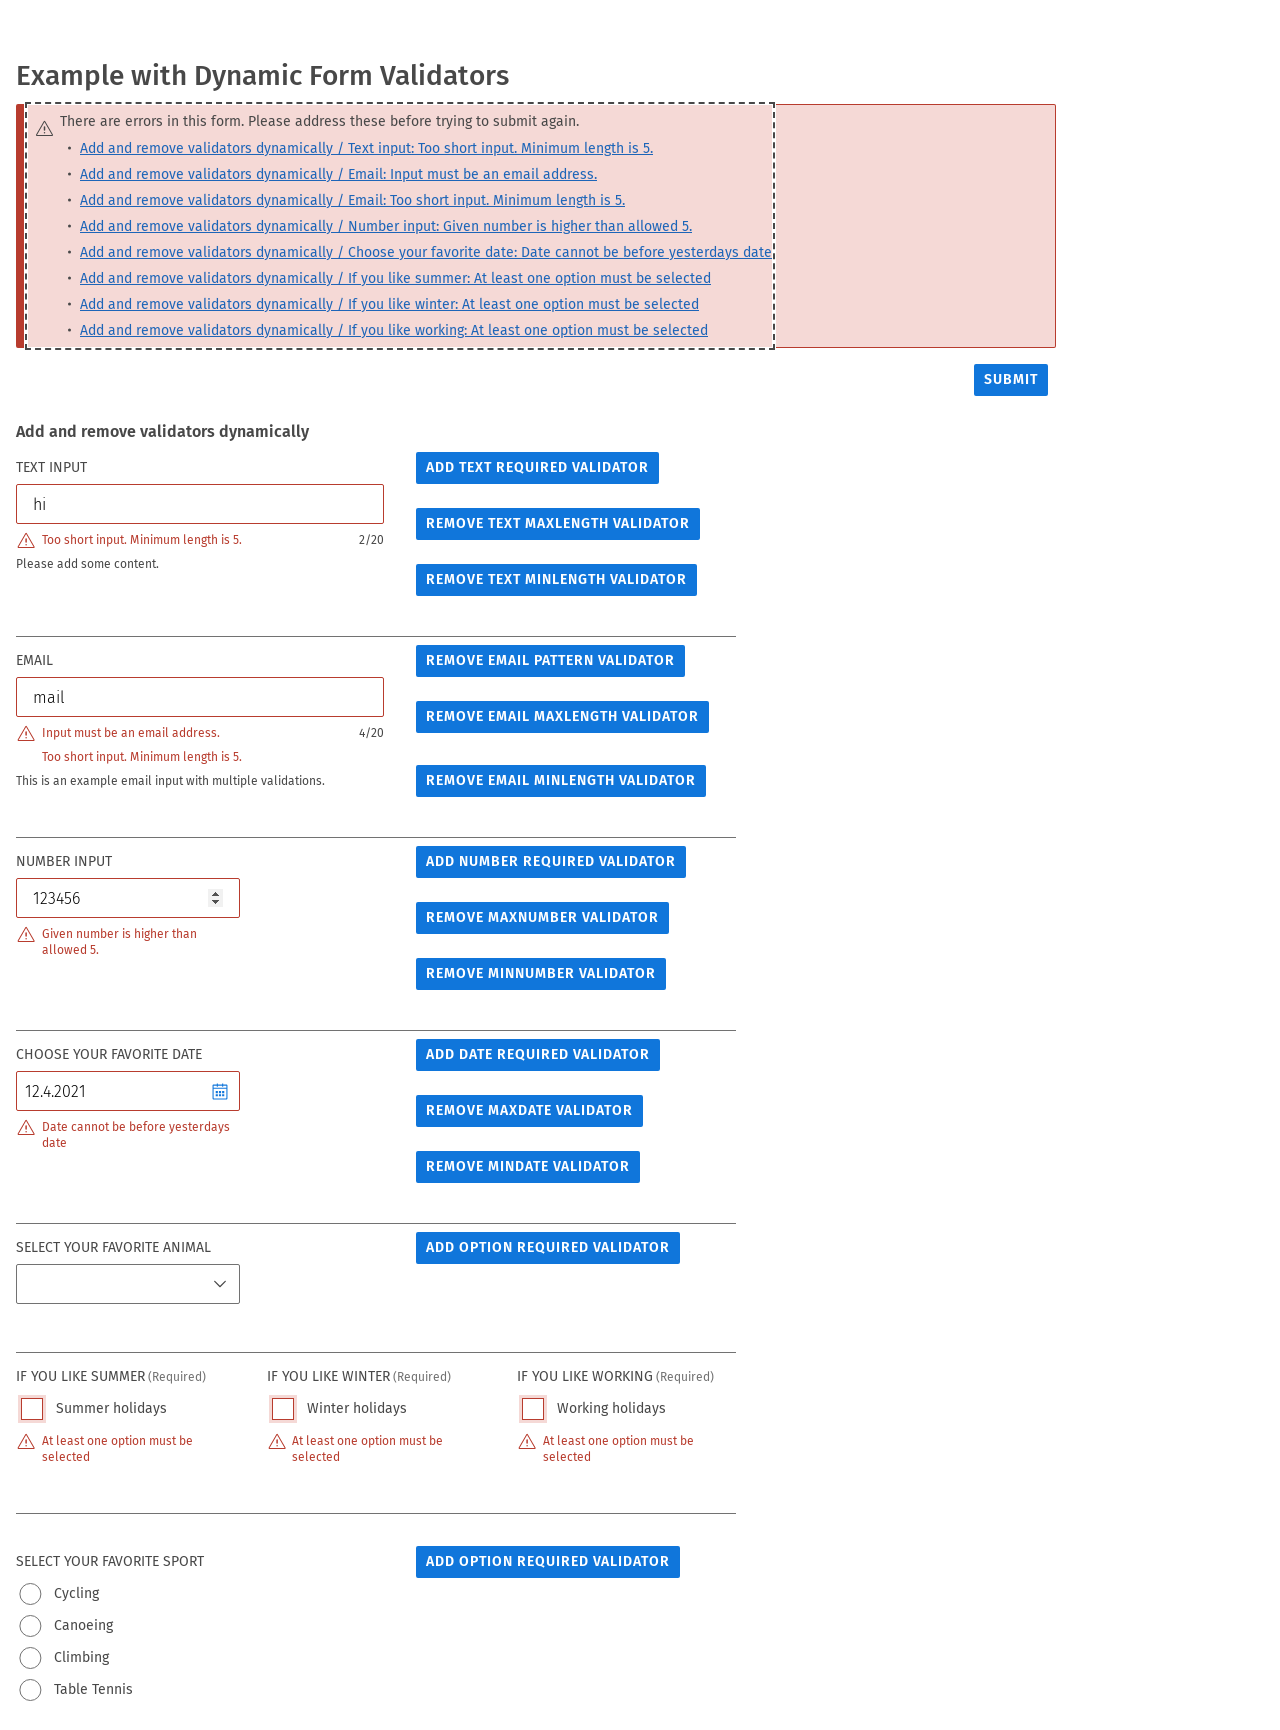 Example with Dynamic Form Validators
There are errors in this form. Please address these before trying to submit again.
• Add and remove validators dynamically / Text input: Too short input. Minimum length is 5.
• Add and remove validators dynamically / Email: Input must be an email address.
• Add and remove validators dynamically / Email: Too short input. Minimum length is 5.
• Add and remove validators dynamically / Number input: Given number is higher than allowed 5.
• Add and remove validators dynamically / Choose your favorite date: Date cannot be before yesterdays date
• Add and remove validators dynamically / If you like summer: At least one option must be selected
• Add and remove validators dynamically / If you like winter: At least one option must be selected
• Add and remove validators dynamically / If you like working: At least one option must be selected
SUBMIT
Add and remove validators dynamically
TEXT INPUT
hi
Too short input. Minimum length is 5.
2/20
Please add some content.
ADD TEXT REQUIRED VALIDATOR
REMOVE TEXT MAXLENGTH VALIDATOR
REMOVE TEXT MINLENGTH VALIDATOR
EMAIL
mail
Input must be an email address.
4/20
Too short input. Minimum length is 5.
This is an example email input with multiple validations.
REMOVE EMAIL PATTERN VALIDATOR
REMOVE EMAIL MAXLENGTH VALIDATOR
REMOVE EMAIL MINLENGTH VALIDATOR
NUMBER INPUT
123456
Given number is higher than
allowed 5.
ADD NUMBER REQUIRED VALIDATOR
REMOVE MAXNUMBER VALIDATOR
REMOVE MINNUMBER VALIDATOR
CHOOSE YOUR FAVORITE DATE
12.4.2021
Date cannot be before yesterdays
date
ADD DATE REQUIRED VALIDATOR
REMOVE MAXDATE VALIDATOR
REMOVE MINDATE VALIDATOR
SELECT YOUR FAVORITE ANIMAL
ADD OPTION REQUIRED VALIDATOR
IF YOU LIKE SUMMER (Required)
Summer holidays
At least one option must be
selected
IF YOU LIKE WINTER (Required)
Winter holidays
At least one option must be
selected
IF YOU LIKE WORKING (Required)
Working holidays
At least one option must be
selected
SELECT YOUR FAVORITE SPORT
Cycling
Canoeing
Climbing
Table Tennis
ADD OPTION REQUIRED VALIDATOR